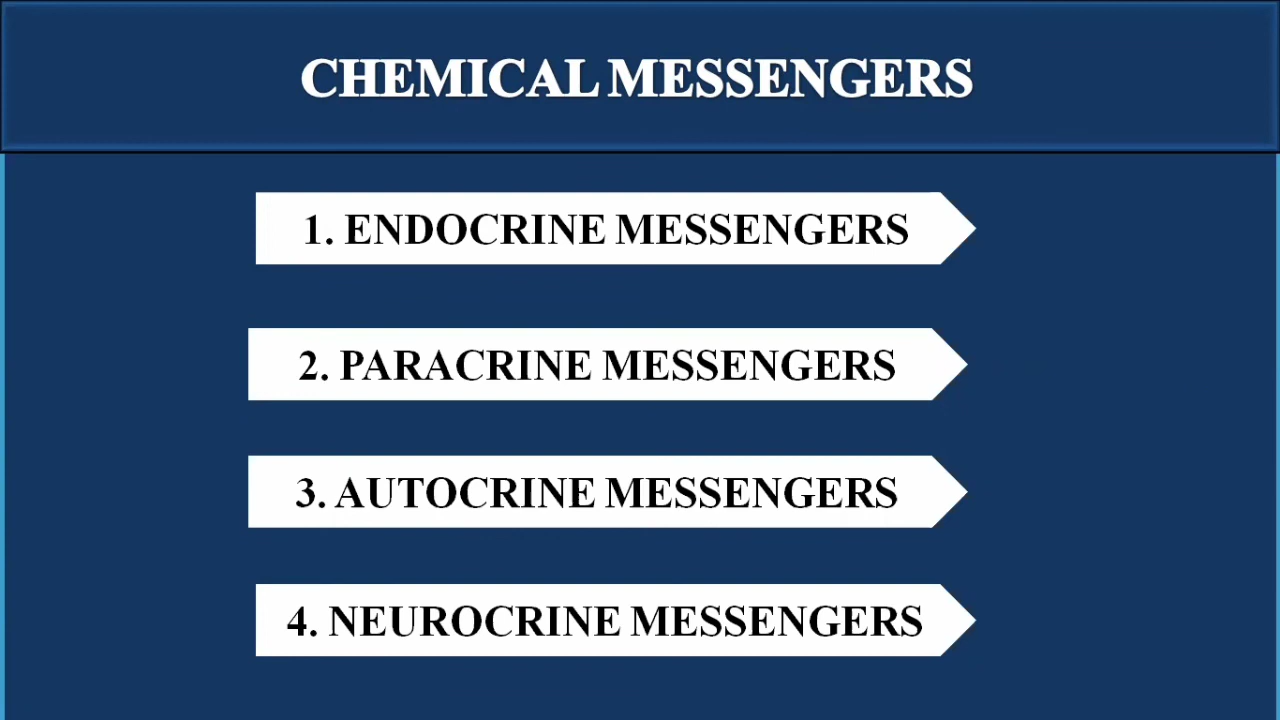 CHEMICAL MESSENGERS
1. ENDOCRINE MESSENGERS
2. PARACRINE MESSENGERS
3. AUTOCRINE MESSENGERS
4. NEUROCRINE MESSENGERS